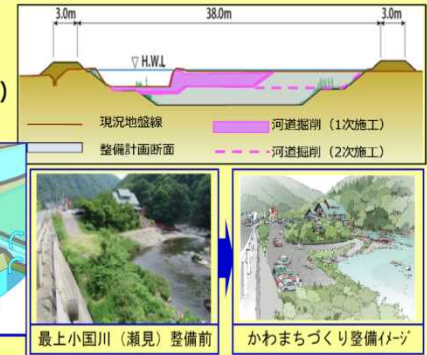 3.0m 38.0m 3.0m
▽ H.W.L
)
現況地盤線 河道掘削（1次施工）
整備計画断面 河道掘削（2次施工）
最上小国川（瀬見）整備前 かわまちづくり整備イメージ